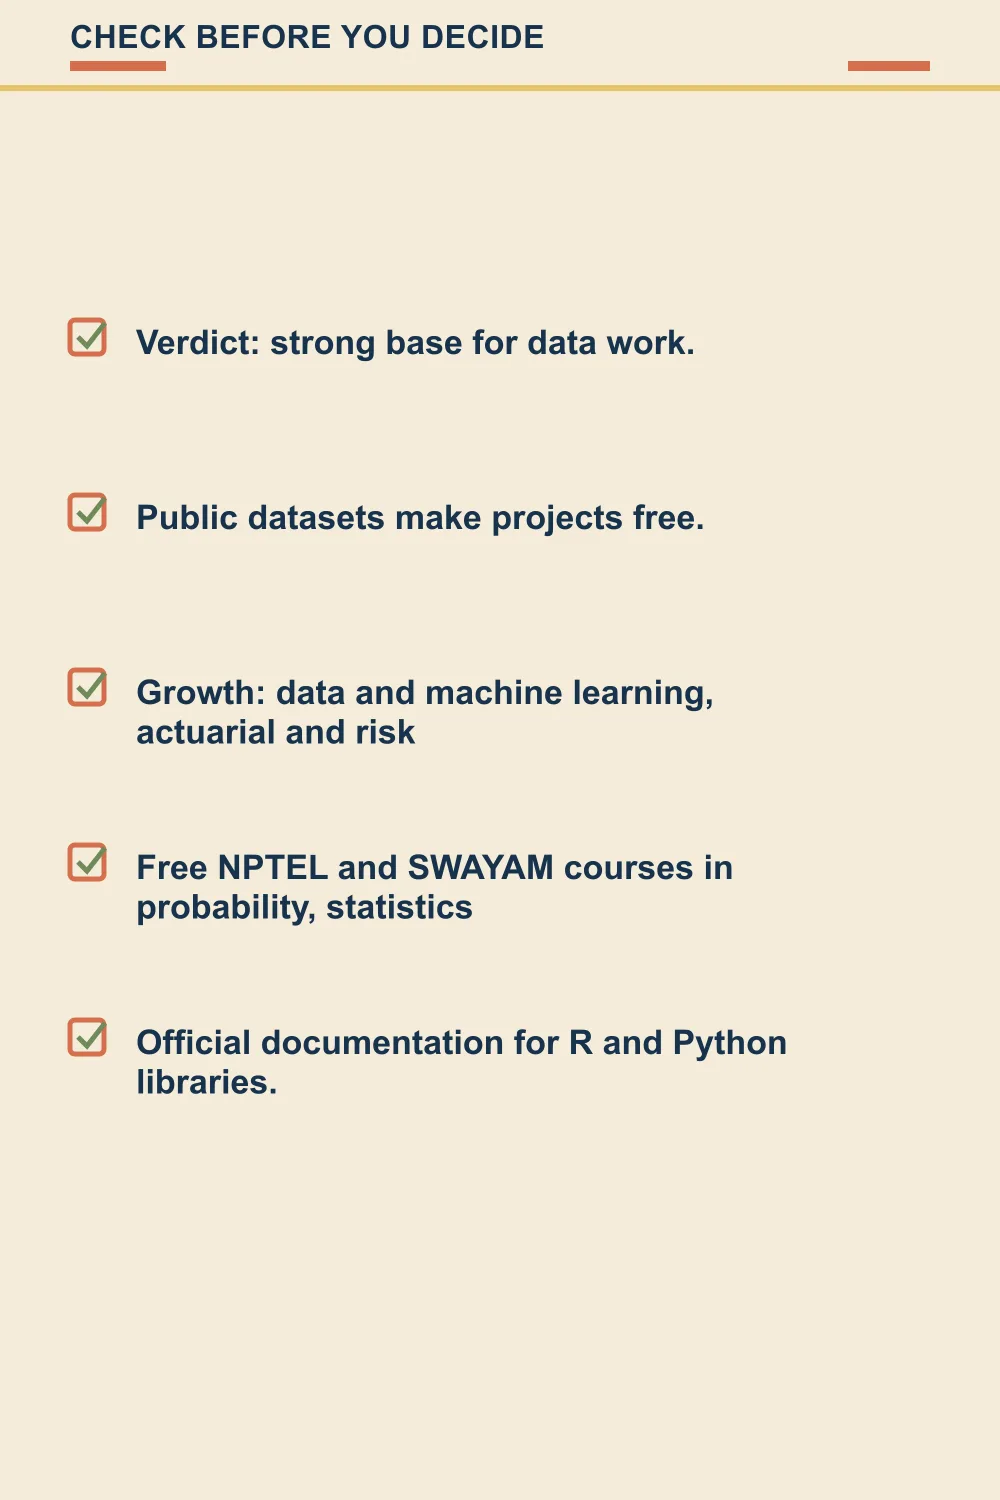 CHECK BEFORE YOU DECIDE
Verdict: strong base for data work.
Public datasets make projects free.
Growth: data and machine learning,
actuarial and risk
Free NPTEL and SWAYAM courses in
probability, statistics
Official documentation for R and Python
libraries.